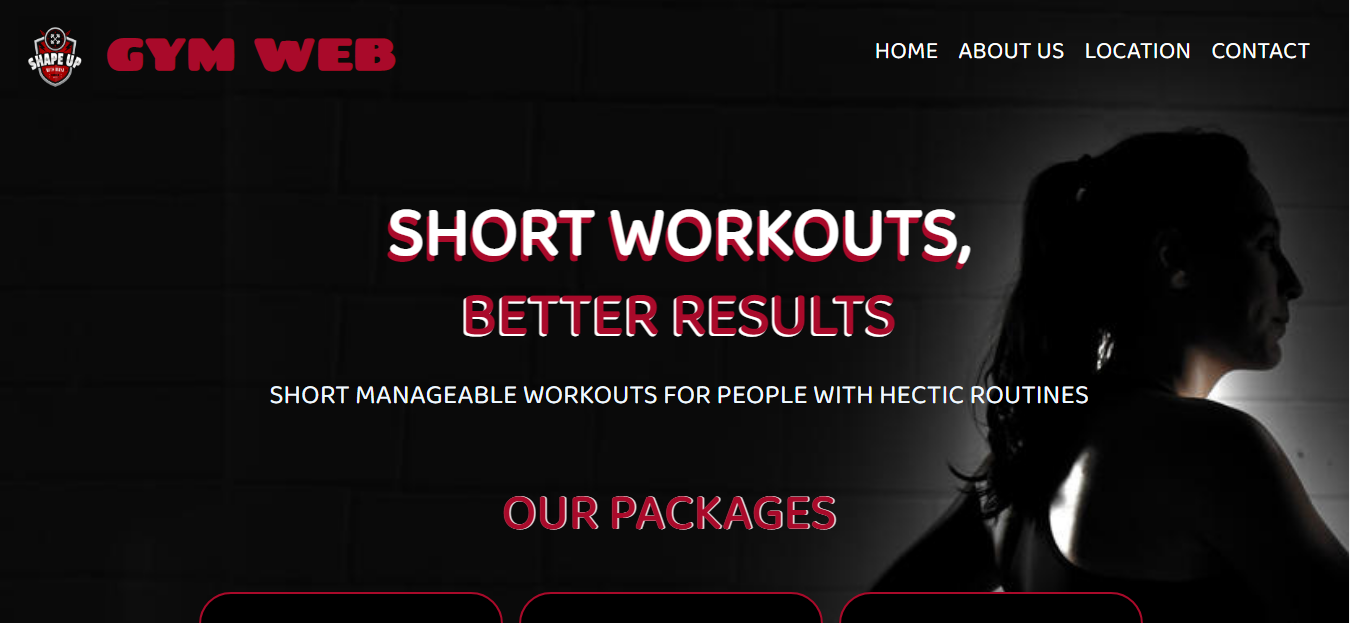 SHAPE UP
GYM WEB
HOME ABOUT US LOCATION CONTACT
SHORT WORKOUTS,
BETTER RESULTS
SHORT MANAGEABLE WORKOUTS FOR PEOPLE WITH HECTIC ROUTINES
OUR PACKAGES